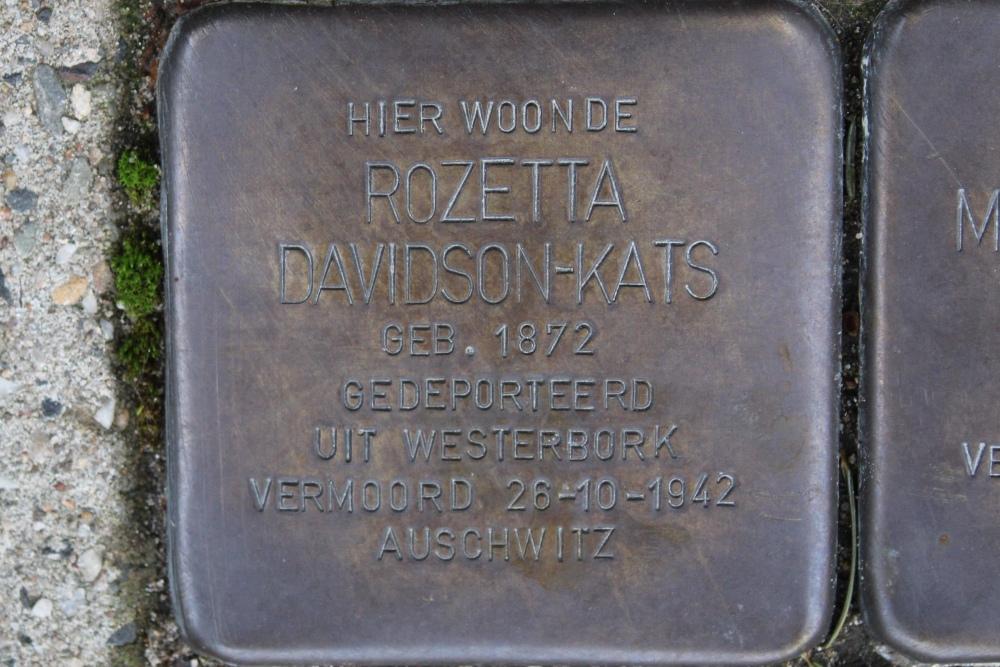 HIER WOONDE
ROZETTA
DAVIDSON-KATS
GEB. 1872
GEDEPORTEERD
UIT WESTERBORK
VERMOORD 26-10-1942
AUSCHWITZ